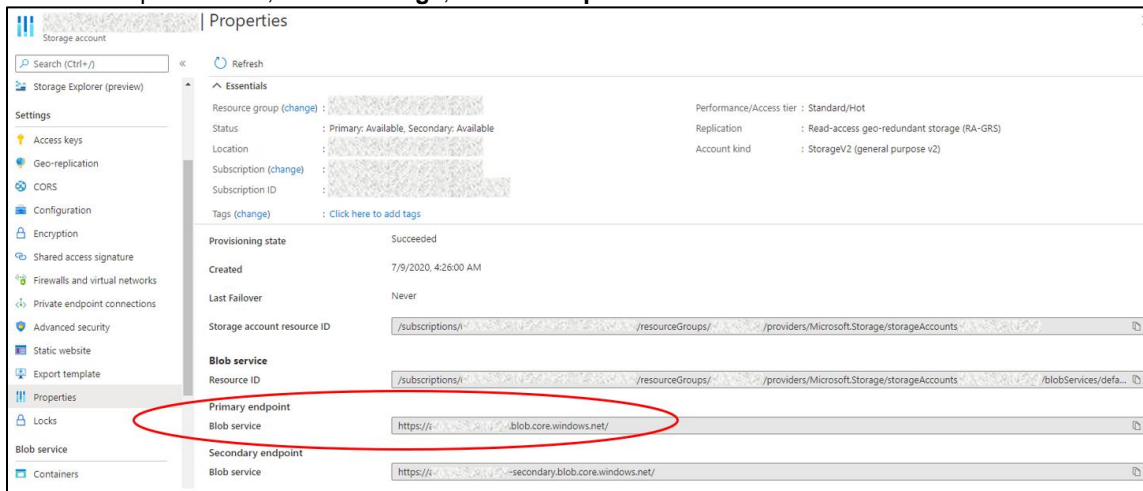 Properties
Storage account
Search (Ctrl+/)
«
Refresh
Storage Explorer (preview)
Settings
Access keys
Geo-replication
CORS
Configuration
Encryption
Shared access signature
Firewalls and virtual networks
Private endpoint connections
Advanced security
Static website
Export template
Properties
Locks
Blob service
Containers
Essentials
Resource group (change) :
Status : Primary: Available, Secondary: Available
Location :
Subscription (change) :
Subscription ID :
Tags (change) : Click here to add tags
Performance/Access tier : Standard/Hot
Replication : Read-access geo-redundant storage (RA-GRS)
Account kind : StorageV2 (general purpose v2)
Provisioning state Succeeded
Created 7/9/2020, 4:26:00 AM
Last Failover Never
Storage account resource ID /subscriptions/ /resourceGroups/ /providers/Microsoft.Storage/storageAccounts
Blob service
Resource ID /subscriptions/ /resourceGroups/ /providers/Microsoft.Storage/storageAccounts /blobServices/defa...
Primary endpoint
Blob service https:// .blob.core.windows.net/
Secondary endpoint
Blob service https:// -secondary.blob.core.windows.net/